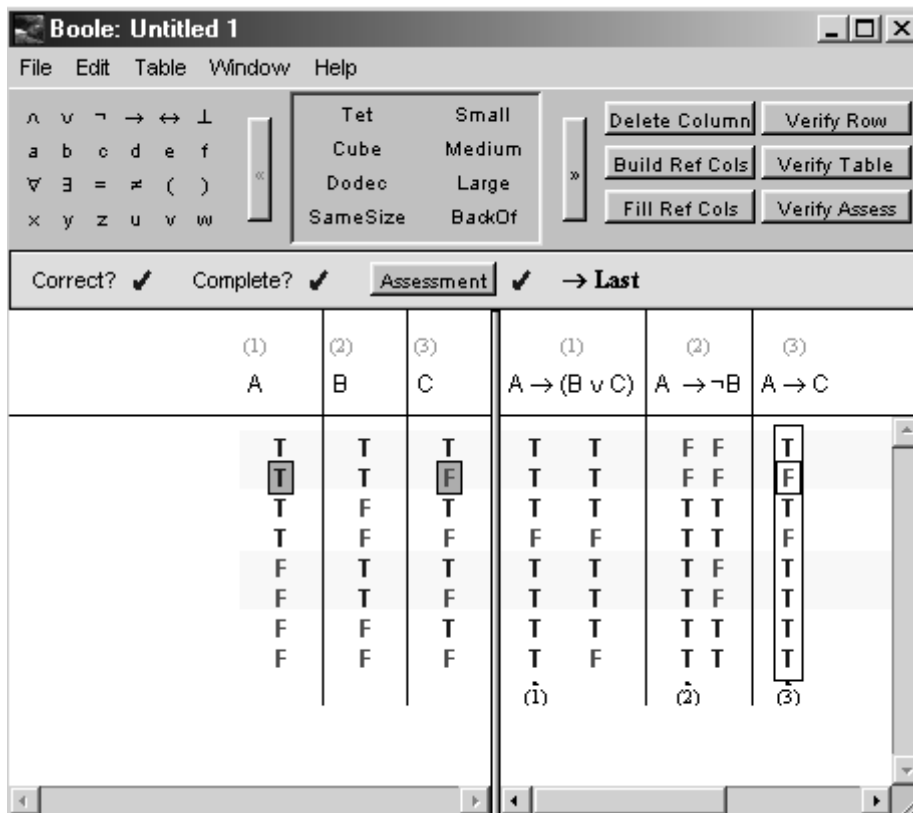 Boole: Untitled 1
File Edit Table Window Help
∧ ∨ ¬ → ↔ ⊥ Tet Small Delete Column Verify Row
a b c d e f « Cube Medium » Build Ref Cols Verify Table
∀ ∃ = ≠ ( ) Dodec Large Fill Ref Cols Verify Assess
x y z u v w SameSize BackOf
Correct? ✔ Complete? ✔ Assessment ✔ → Last
(1) (2) (3) (1) (2) (3)
A B C A → (B ∨ C) A → ¬B A → C
T T T T T F F T
T T F T T F F F
T F T T T T T T
T F F F F T T F
F T T T T T F T
F T F T T T F T
F F T T T T T T
F F F T F T T T
(1) (2) (3)